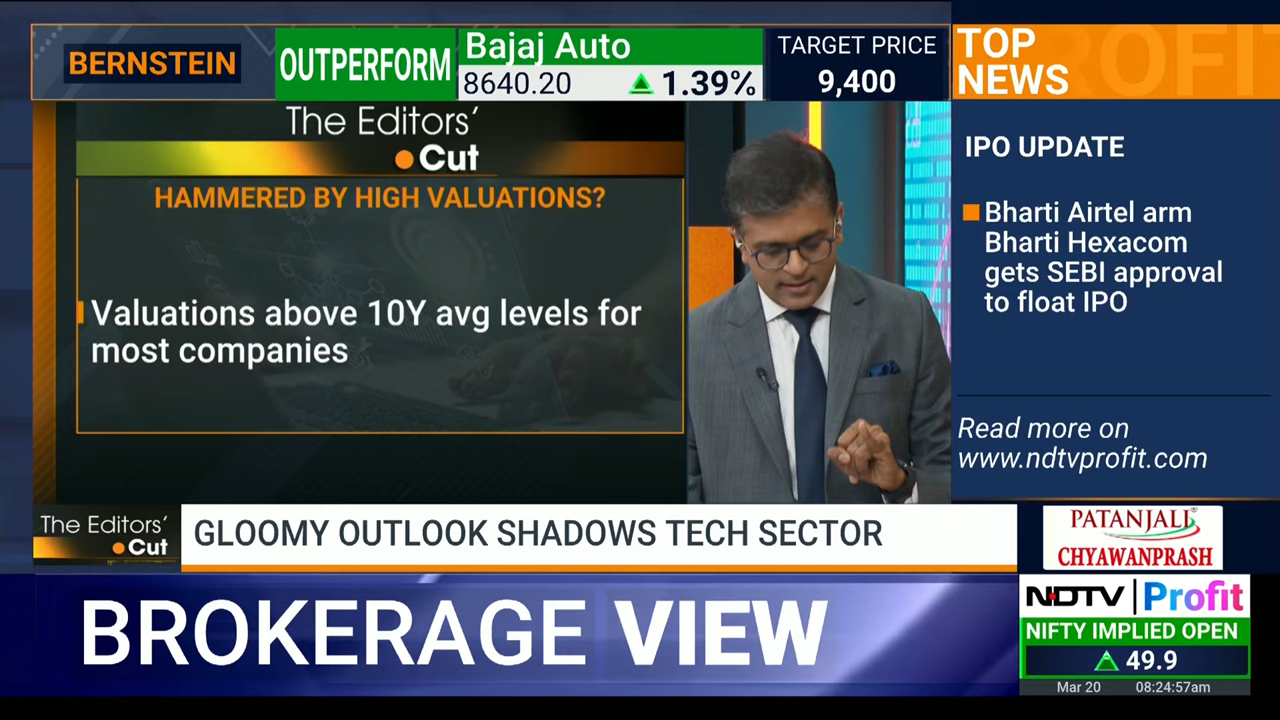 BERNSTEIN
OUTPERFORM
Bajaj Auto
8640.20 1.39%
TARGET PRICE
9,400
TOP
NEWS
The Editors'
Cut
HAMMERED BY HIGH VALUATIONS?
Valuations above 10Y avg levels for
most companies
IPO UPDATE
Bharti Airtel arm
Bharti Hexacom
gets SEBI approval
to float IPO
Read more on
www.ndtvprofit.com
The Editors'
Cut
GLOOMY OUTLOOK SHADOWS TECH SECTOR
PATANJALI®
CHYAWANPRASH
BROKERAGE VIEW
NDTV Profit
NIFTY IMPLIED OPEN
49.9
Mar 20 08:24:57am